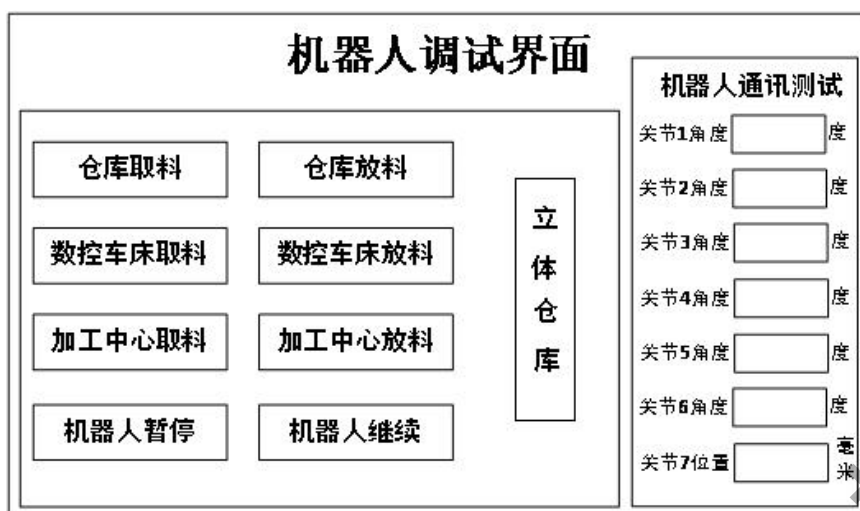 机器人调试界面
仓库取料
仓库放料
数控车床取料
数控车床放料
加工中心取料
加工中心放料
机器人暂停
机器人继续
立体仓库
机器人通讯测试
关节1角度 度
关节2角度 度
关节3角度 度
关节4角度 度
关节5角度 度
关节6角度 度
关节7位置 毫米